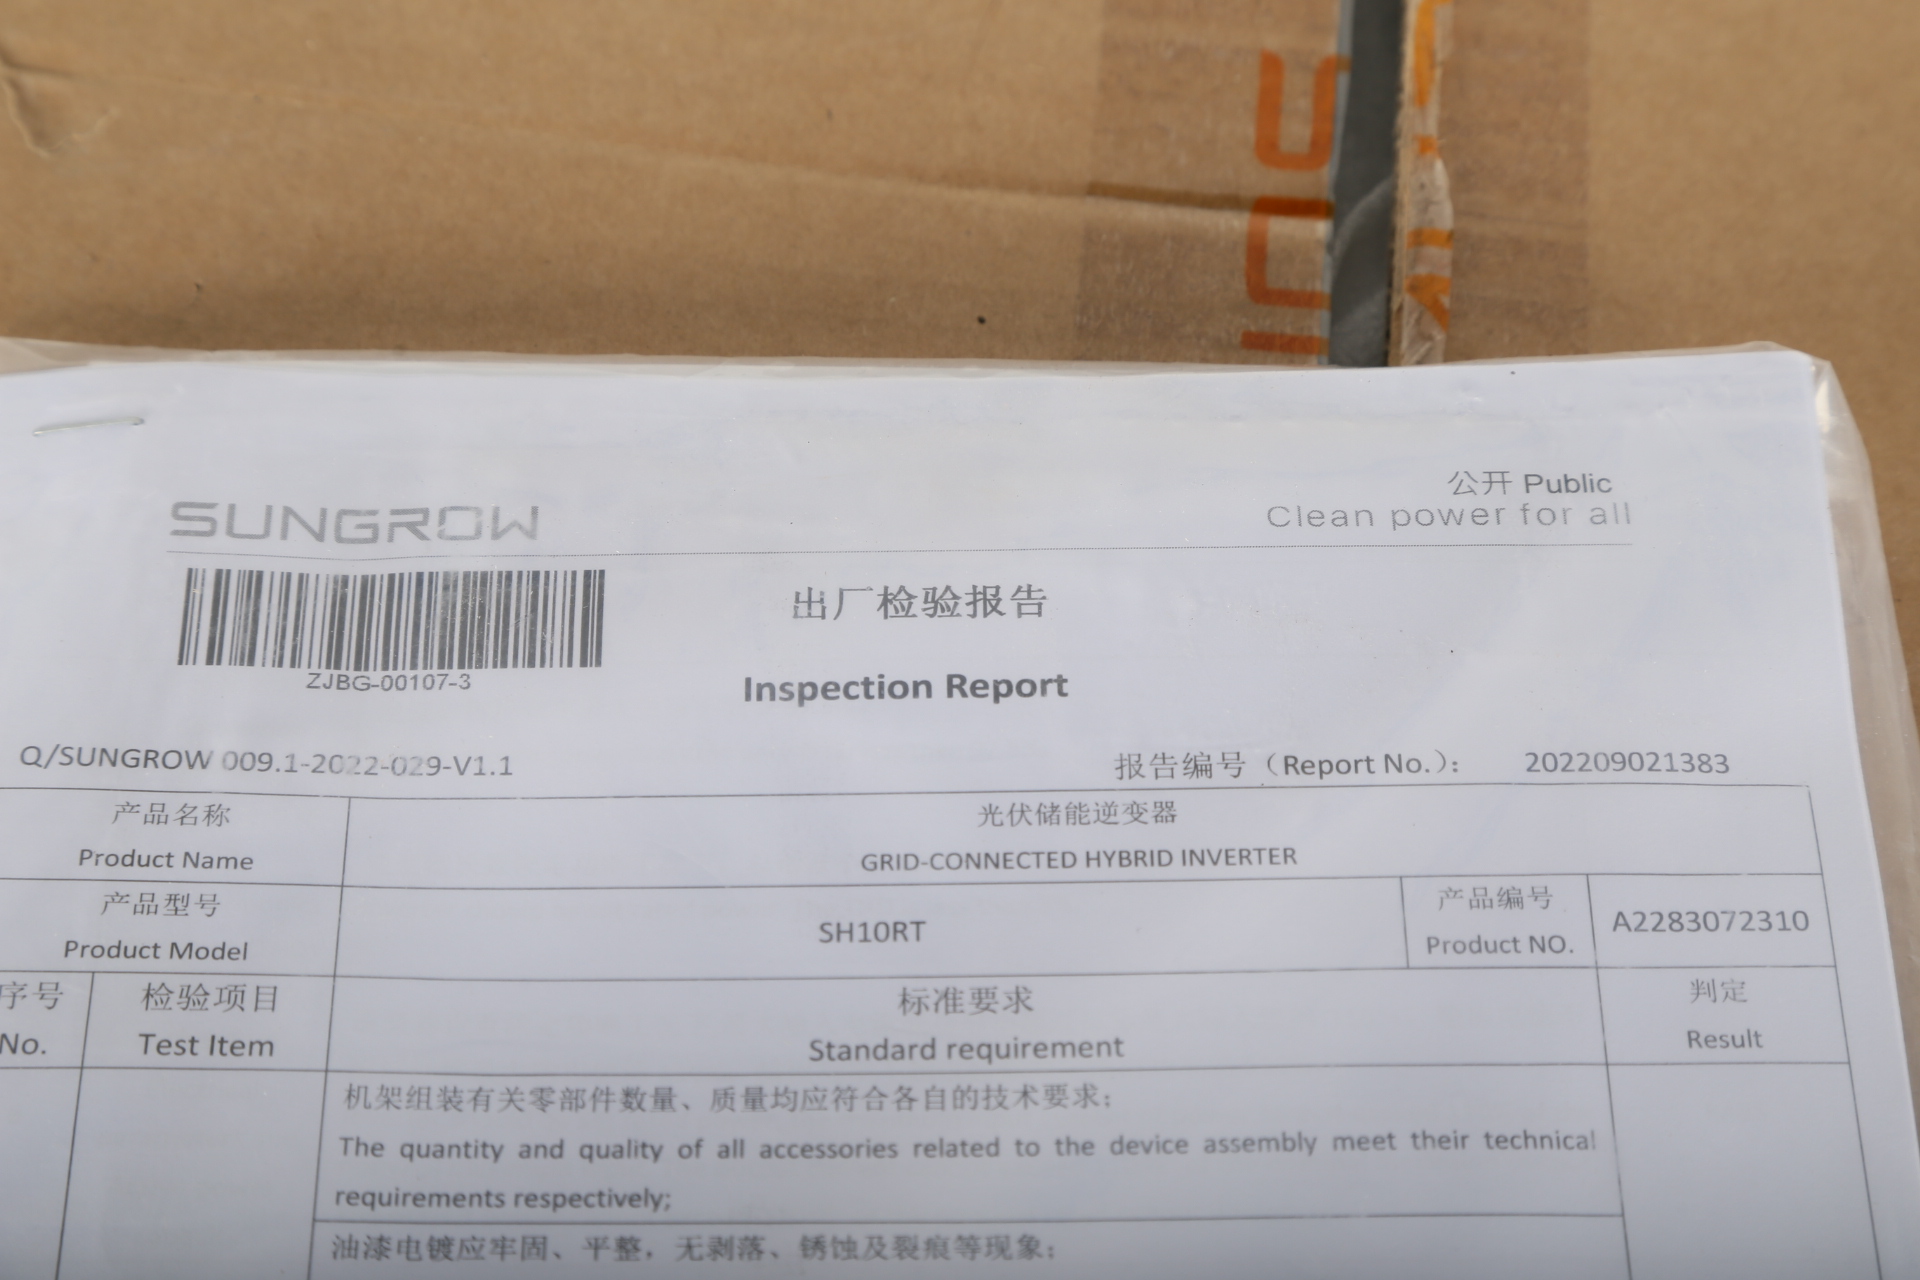 公开 Public
SUNGROW
Clean power for all
出厂检验报告
ZJBG-00107-3
Inspection Report
Q/SUNGROW 009.1-2022-029-V1.1
报告编号（Report No.）： 202209021383
产品名称
Product Name
光伏储能逆变器
GRID-CONNECTED HYBRID INVERTER
产品型号
Product Model
SH10RT
产品编号
Product NO.
A2283072310
序号
No.
检验项目
Test Item
标准要求
Standard requirement
判定
Result
机架组装有关零部件数量、质量均应符合各自的技术要求；
The quantity and quality of all accessories related to the device assembly meet their technical
requirements respectively;
油漆电镀应牢固、平整，无剥落、锈蚀及裂痕等现象；